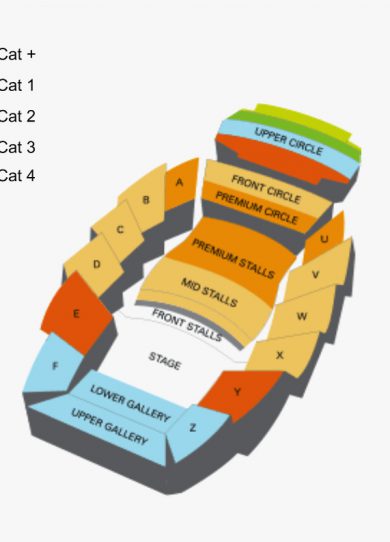 Cat +
Cat 1
Cat 2
Cat 3
Cat 4
UPPER CIRCLE
FRONT CIRCLE
PREMIUM CIRCLE
A
B
C
D
E
F
PREMIUM STALLS
MID STALLS
FRONT STALLS
STAGE
U
V
W
X
Y
Z
LOWER GALLERY
UPPER GALLERY